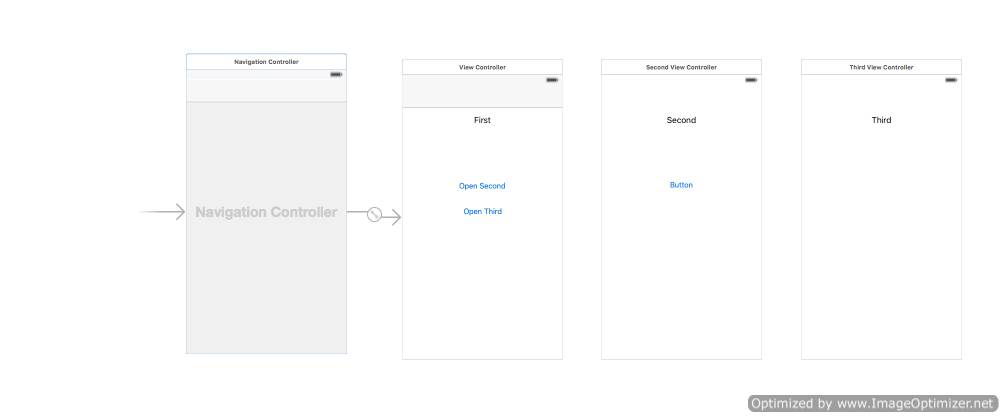 Navigation Controller
Navigation Controller
View Controller
First
Open Second
Open Third
Second View Controller
Second
Button
Third View Controller
Third
Optimized by www.ImageOptimizer.net